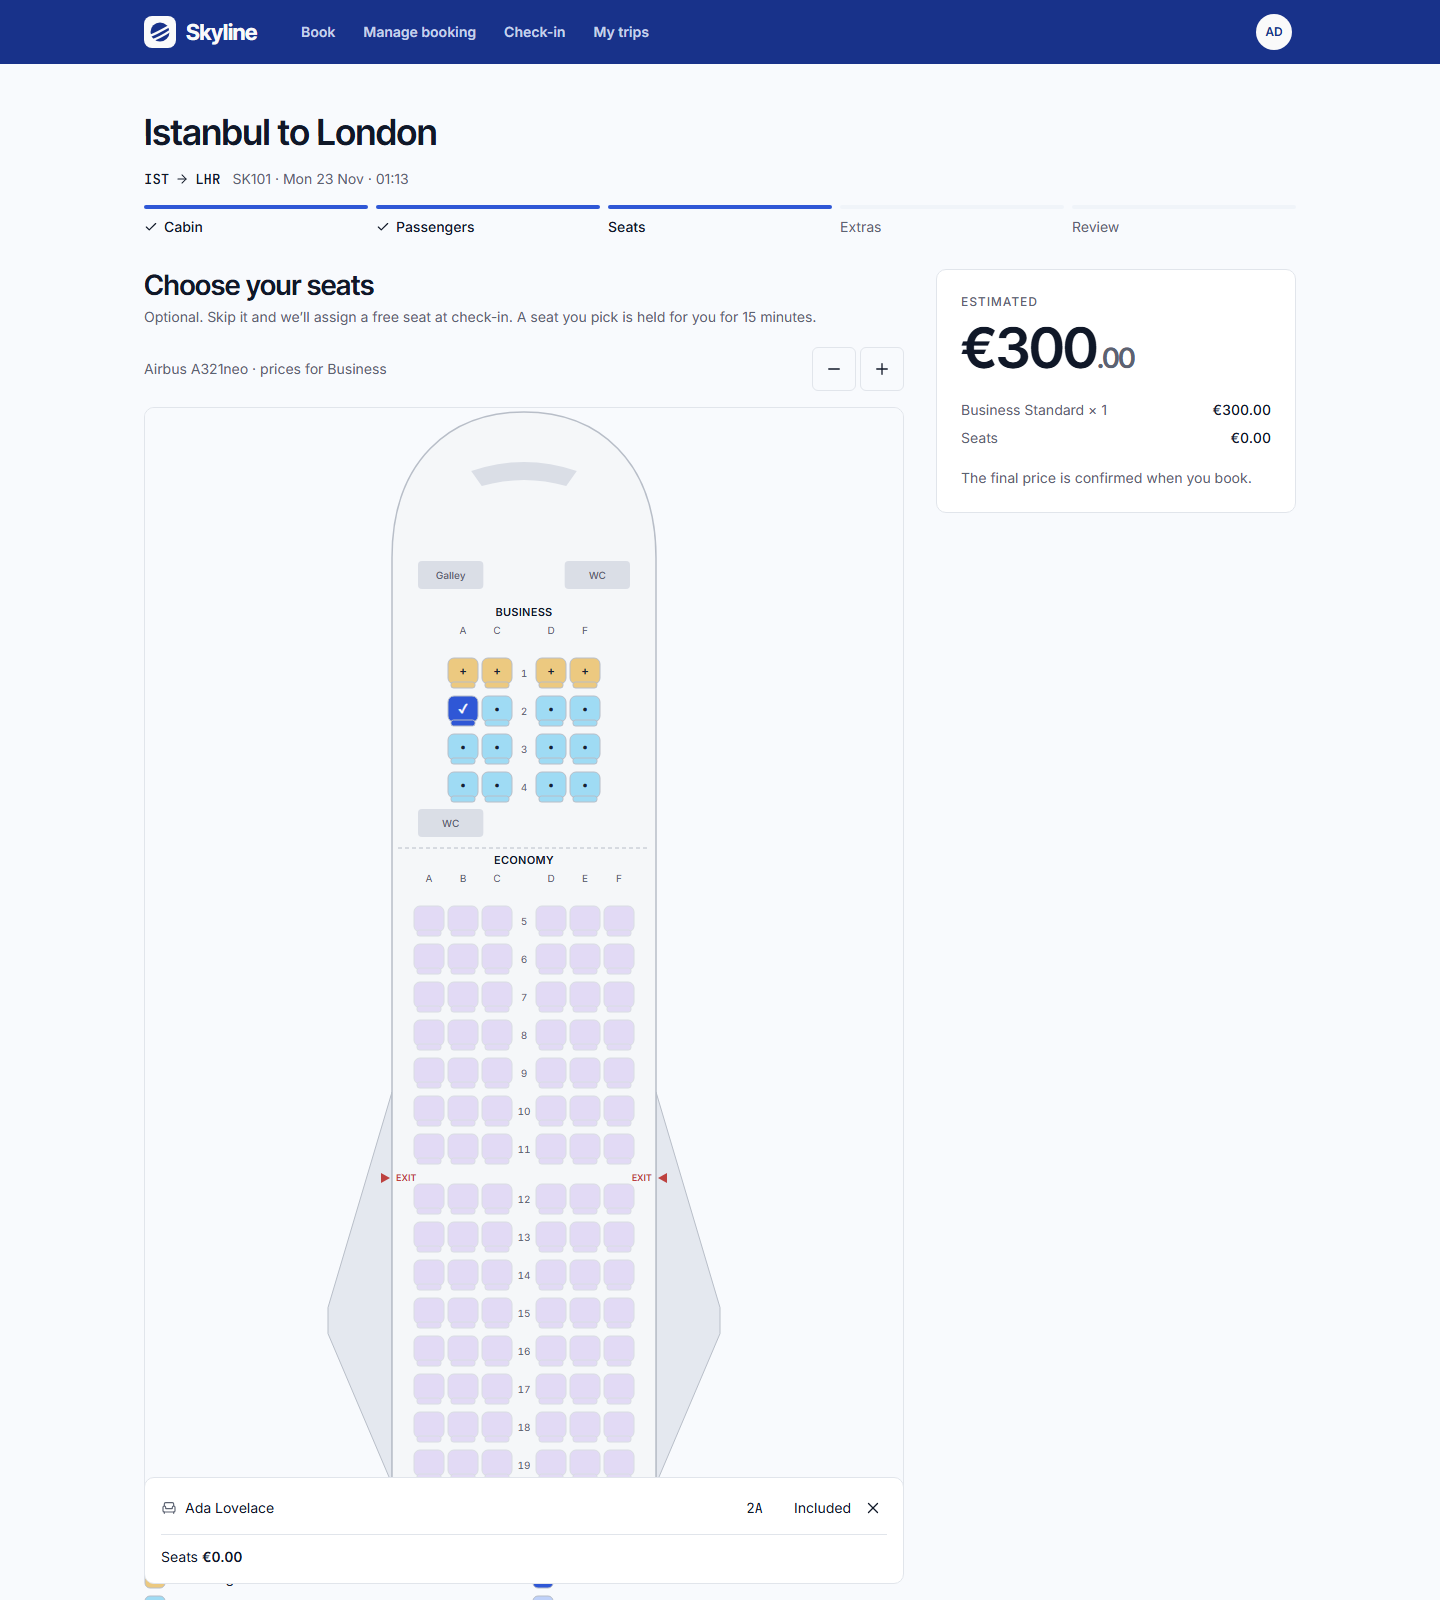 Skyline
Book Manage booking Check-in My trips
AD
Istanbul to London
IST → LHR SK101 · Mon 23 Nov · 01:13
Cabin
Passengers
Seats
Extras
Review
Choose your seats
Optional. Skip it and we’ll assign a free seat at check-in. A seat you pick is held for you for 15 minutes.
Airbus A321neo · prices for Business
ESTIMATED
€300.00
Business Standard × 1 €300.00
Seats €0.00
The final price is confirmed when you book.
Galley WC
BUSINESS
A C D F
1
2
3
4
WC
ECONOMY
A B C D E F
5
6
7
8
9
10
11
EXIT EXIT
12
13
14
15
16
17
18
19
Ada Lovelace 2A Included
Seats €0.00